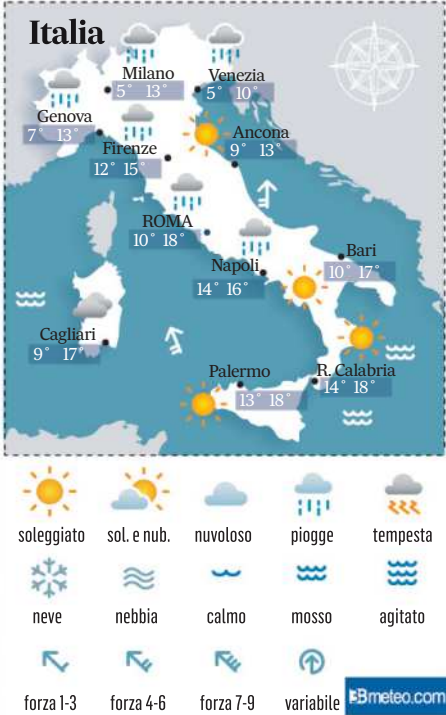 Italia
Milano
5° 13°
Venezia
5° 10°
Genova
7° 13°
Firenze
12° 15°
Ancona
9° 13°
ROMA
10° 18°
Napoli
14° 16°
Bari
10° 17°
Cagliari
9° 17°
Palermo
13° 18°
R. Calabria
14° 18°
soleggiato sol. e nub. nuvoloso piogge tempesta
neve nebbia calmo mosso agitato
forza 1-3 forza 4-6 forza 7-9 variabile
3Bmeteo.com